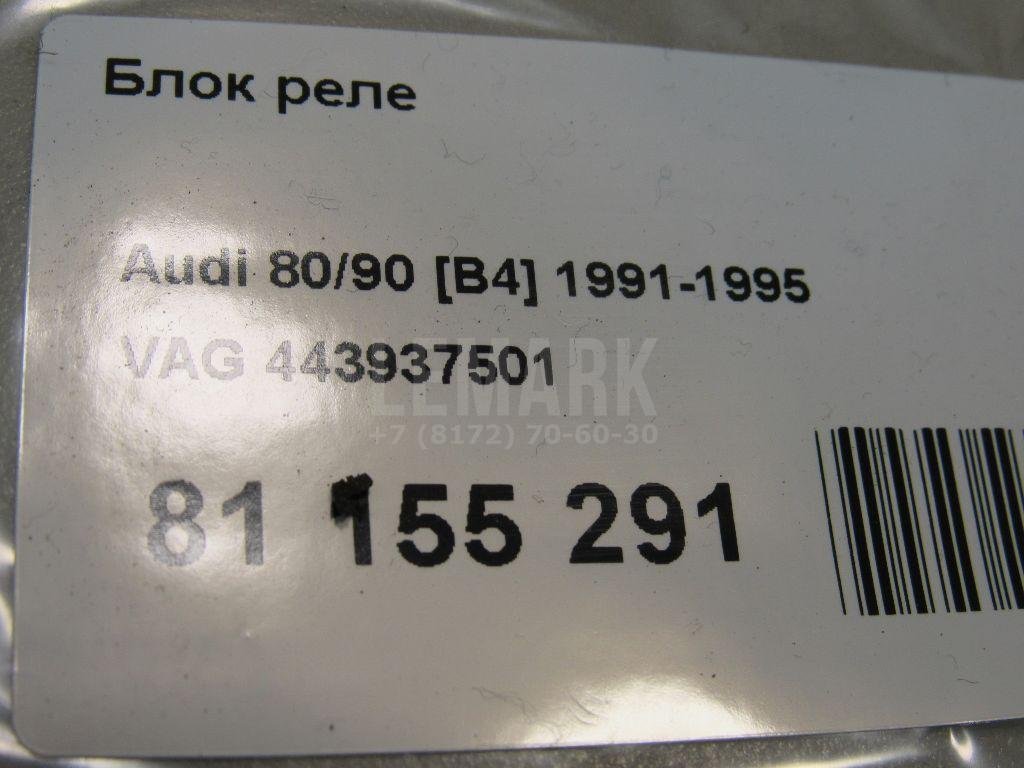 Блок реле
Audi 80/90 [B4] 1991-1995
VAG 443937501
LEMARK
+7 (8172) 70-60-30
81 155 291